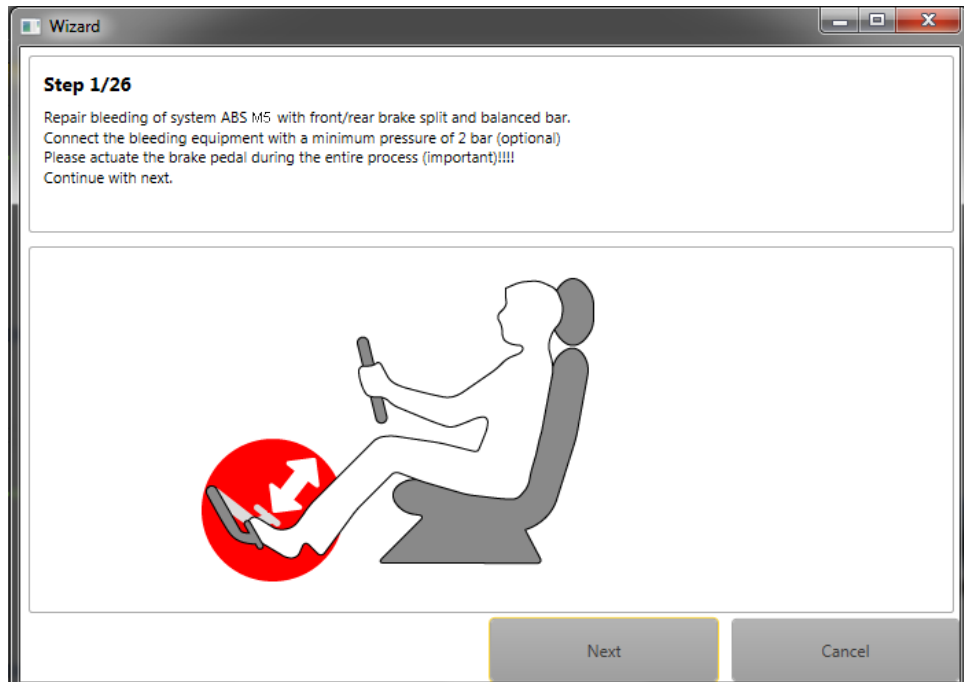 Wizard
Step 1/26
Repair bleeding of system ABS M5 with front/rear brake split and balanced bar.
Connect the bleeding equipment with a minimum pressure of 2 bar (optional)
Please actuate the brake pedal during the entire process (important)!!!!
Continue with next.
Next
Cancel